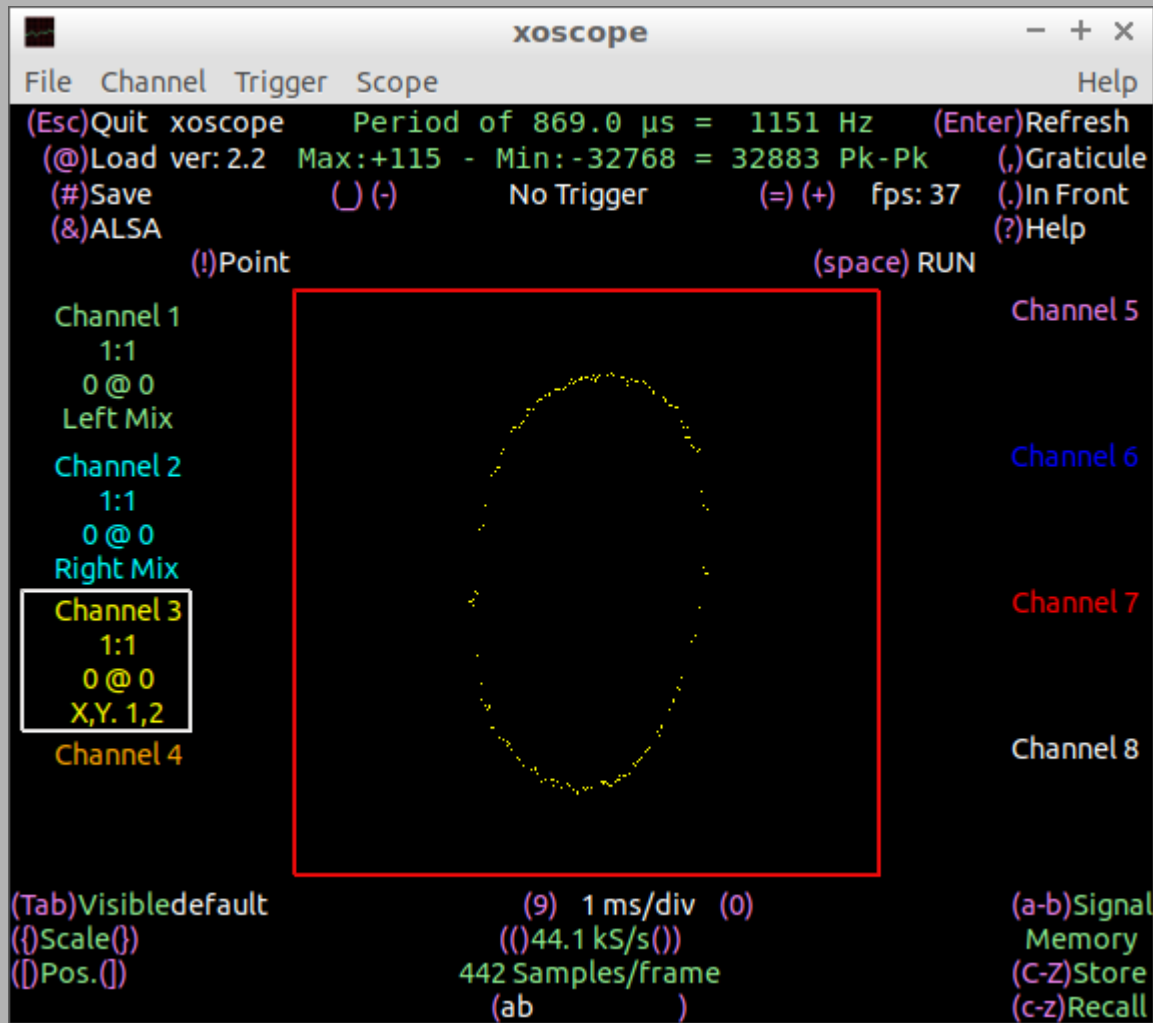 xoscope
File Channel Trigger Scope Help
(Esc)Quit xoscope Period of 869.0 µs = 1151 Hz (Enter)Refresh
(@)Load ver: 2.2 Max:+115 - Min:-32768 = 32883 Pk-Pk (,)Graticule
(#)Save (_) (-) No Trigger (=) (+) fps: 37 (.)In Front
(&)ALSA (?)Help
(!)Point (space) RUN
Channel 1
1:1
0 @ 0
Left Mix
Channel 2
1:1
0 @ 0
Right Mix
Channel 3
1:1
0 @ 0
X,Y. 1,2
Channel 4
Channel 5
Channel 6
Channel 7
Channel 8
(Tab)Visibledefault (9) 1 ms/div (0) (a-b)Signal
({)Scale(}) (()44.1 kS/s()) Memory
([)Pos.(]) 442 Samples/frame (C-Z)Store
(ab ) (c-z)Recall